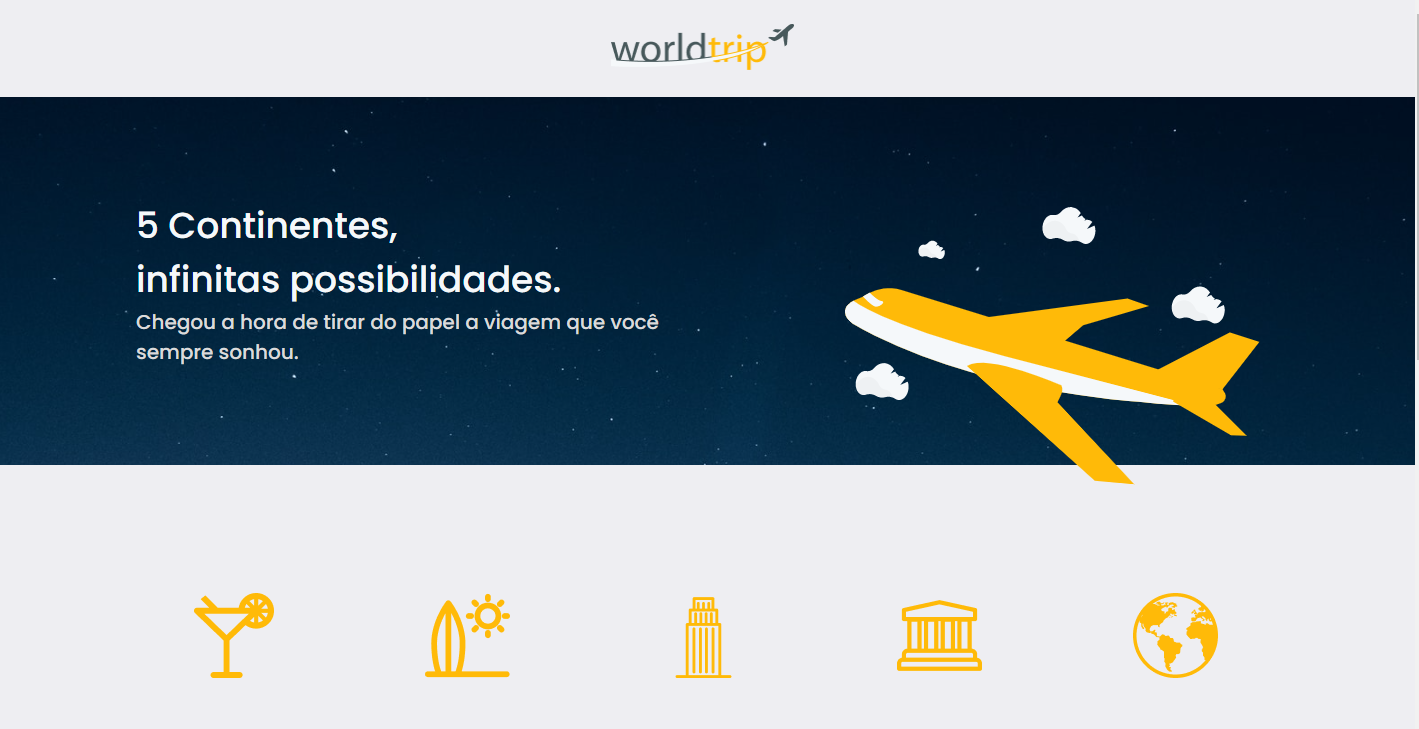 worldtrip
5 Continentes,
infinitas possibilidades.
Chegou a hora de tirar do papel a viagem que você
sempre sonhou.